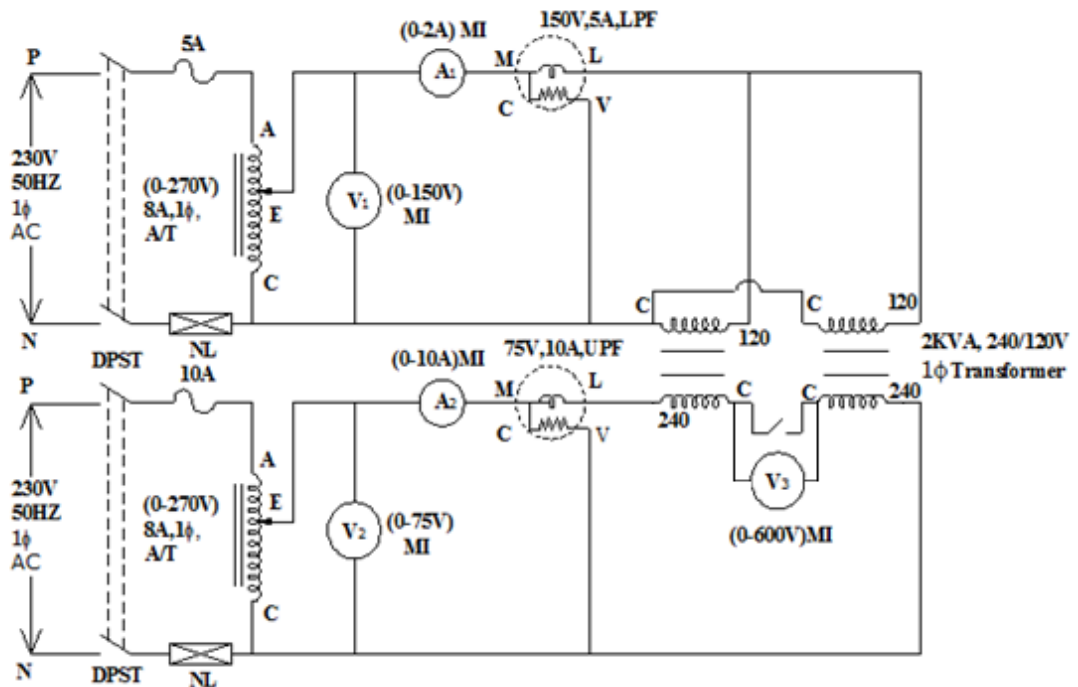 150V,5A,LPF
(0-2A) MI
5A
P
M
L
A1
C
V
A
230V
50HZ
1ϕ
AC
(0-270V)
8A,1ϕ,
A/T
E
V1
(0-150V)
MI
C
C
C
120
120
N
DPST
NL
2KVA, 240/120V
1ϕ Transformer
75V,10A,UPF
(0-10A)MI
10A
P
M
L
A2
C
V
240
C
C
240
A
230V
50HZ
1ϕ
AC
(0-270V)
8A,1ϕ,
A/T
E
V2
(0-75V)
MI
V3
(0-600V)MI
C
N
DPST
NL